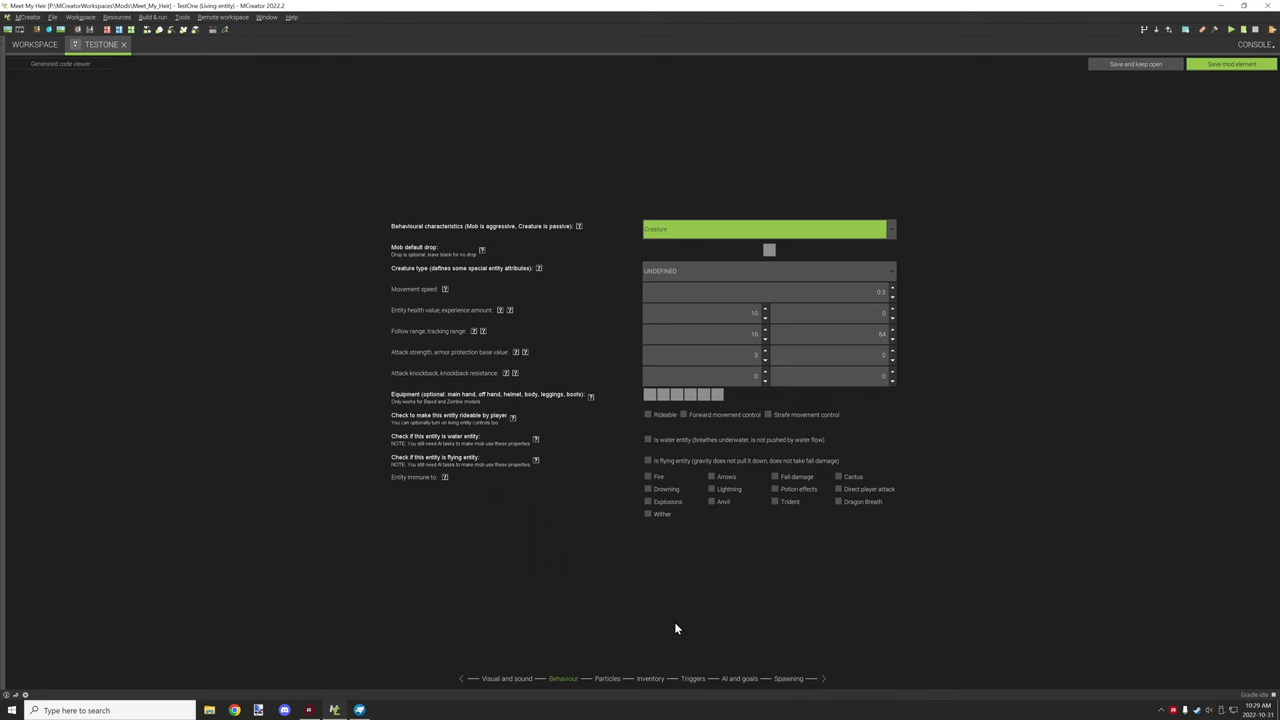 Meet My Heir [P:\MCreatorWorkspaces\Mods\Meet_My_Heir] - TestOne (Living entity) - MCreator 2022.2
MCreator File Workspace Resources Build & run Tools Remote workspace Window Help
WORKSPACE TESTONE CONSOLE
Generated code viewer Save and keep open Save mod element
Behavioural characteristics (Mob is aggressive, Creature is passive): ? Creature
Mob default drop: ?
Drop is optional, leave blank for no drop
Creature type (defines some special entity attributes): ? UNDEFINED
Movement speed: ? 0.3
Entity health value, experience amount: ? ? 10 0
Follow range, tracking range: ? ? 16 64
Attack strength, armor protection base value: ? ? 3 0
Attack knockback, knockback resistance: ? ? 0 0
Equipment (optional: main hand, off hand, helmet, body, leggings, boots): ?
Only works for Biped and Zombie models
Check to make this entity rideable by player ? Rideable Forward movement control Strafe movement control
You can optionally turn on living entity controls too
Check if this entity is water entity: ? Is water entity (breathes underwater, is not pushed by water flow)
NOTE: You still need AI tasks to make mob use these properties
Check if this entity is flying entity: ? Is flying entity (gravity does not pull it down, does not take fall damage)
NOTE: You still need AI tasks to make mob use these properties
Entity immune to: ? Fire Arrows Fall damage Cactus
Drowning Lightning Potion effects Direct player attack
Explosions Anvil Trident Dragon Breath
Wither
Visual and sound Behaviour Particles Inventory Triggers AI and goals Spawning
Gradle idle
Type here to search
10:29 AM
2022-10-31